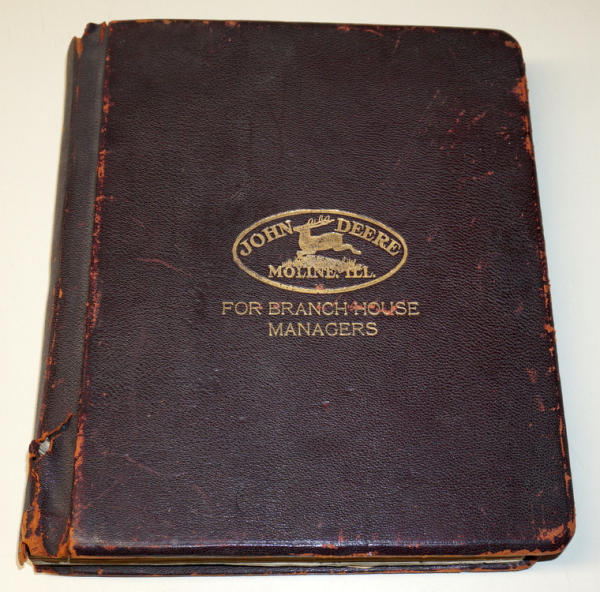 JOHN DEERE
MOLINE, ILL.
FOR BRANCH HOUSE
MANAGERS